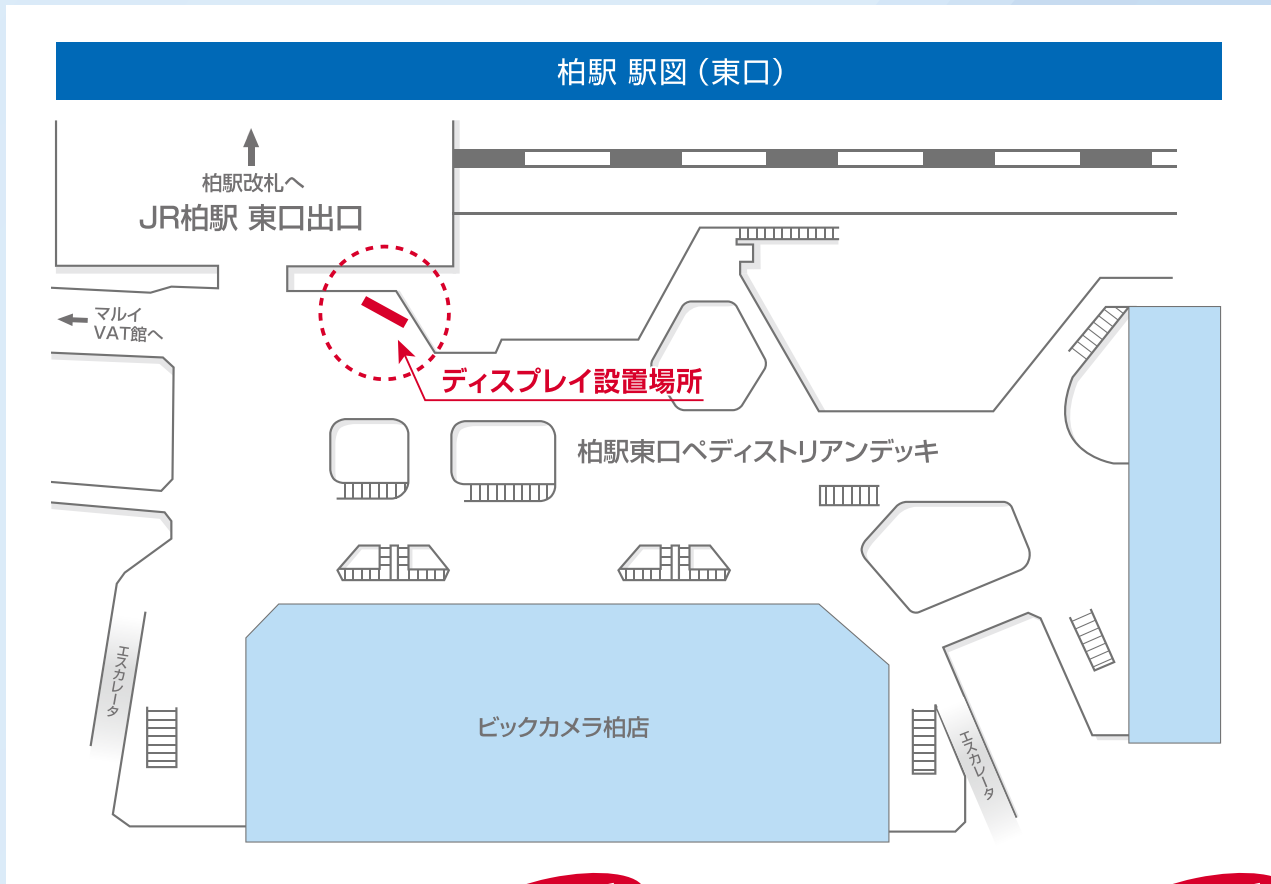 柏駅 駅図（東口）
柏駅改札へ
JR柏駅 東口出口
マルイ
VAT館へ
ディスプレイ設置場所
柏駅東口ペディストリアンデッキ
エスカレータ
ビックカメラ柏店
エスカレータ